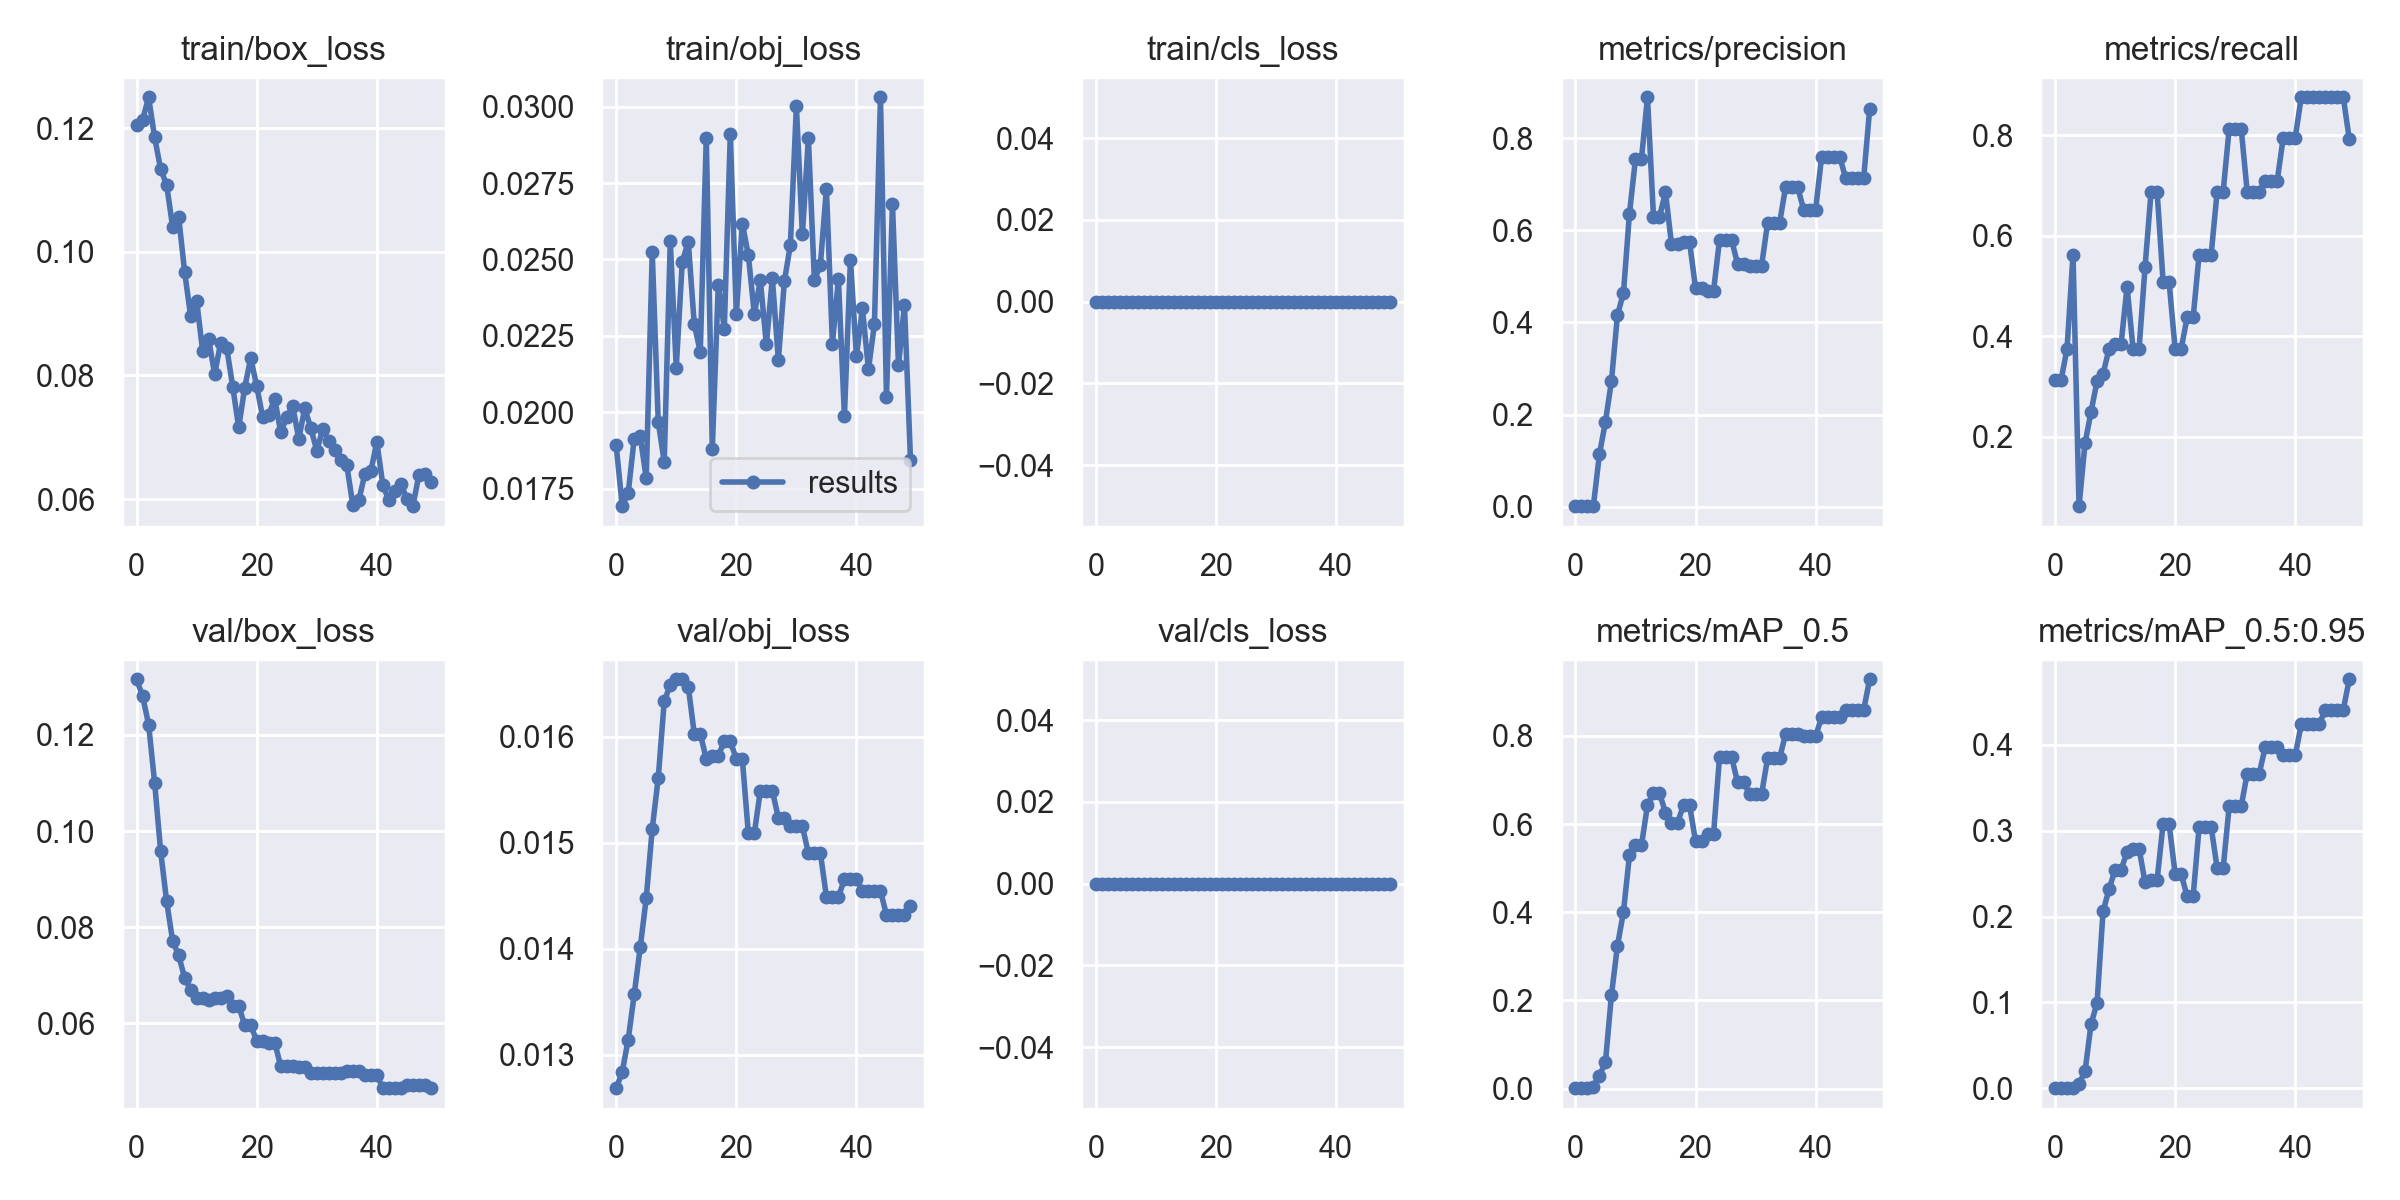 train/box_loss
0.12
0.10
0.08
0.06
0 20 40
train/obj_loss
0.0300
0.0275
0.0250
0.0225
0.0200
0.0175
results
0 20 40
train/cls_loss
0.04
0.02
0.00
−0.02
−0.04
0 20 40
metrics/precision
0.8
0.6
0.4
0.2
0.0
0 20 40
metrics/recall
0.8
0.6
0.4
0.2
0 20 40
val/box_loss
0.12
0.10
0.08
0.06
0 20 40
val/obj_loss
0.016
0.015
0.014
0.013
0 20 40
val/cls_loss
0.04
0.02
0.00
−0.02
−0.04
0 20 40
metrics/mAP_0.5
0.8
0.6
0.4
0.2
0.0
0 20 40
metrics/mAP_0.5:0.95
0.4
0.3
0.2
0.1
0.0
0 20 40